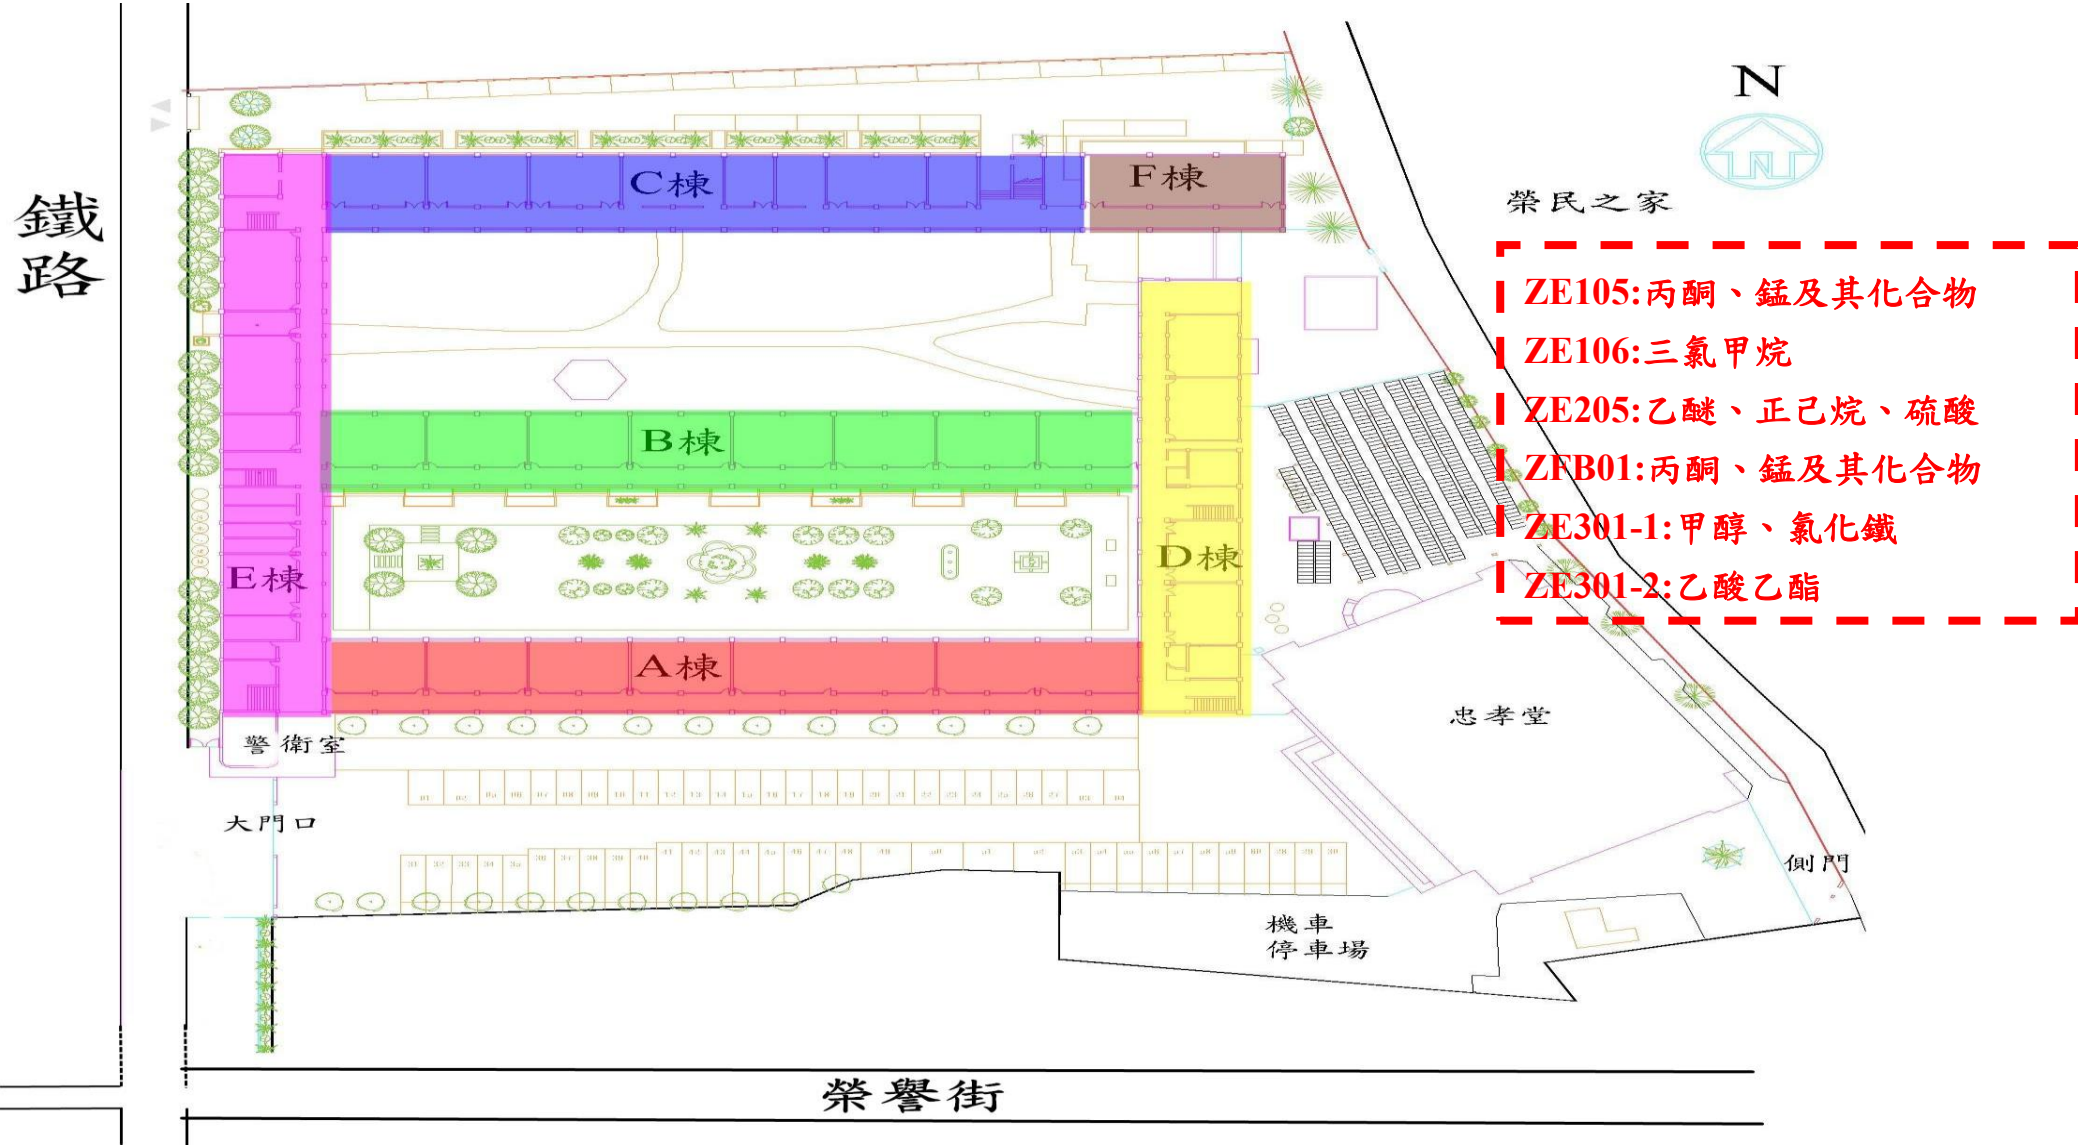 N
鐵
路
榮民之家
C棟
F棟
ZE105:丙酮、錳及其化合物
ZE106:三氯甲烷
ZE205:乙醚、正己烷、硫酸
ZFB01:丙酮、錳及其化合物
ZE301-1:甲醇、氯化鐵
ZE301-2:乙酸乙酯
B棟
D棟
E棟
A棟
忠孝堂
警衛室
大門口
側門
機車
停車場
榮譽街